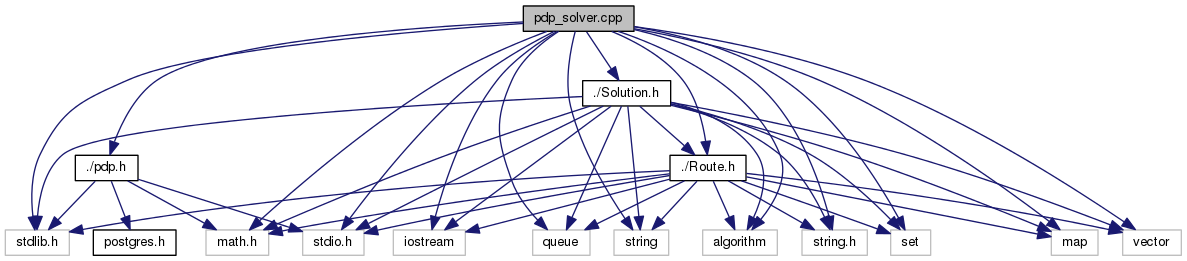 pdp_solver.cpp
./Solution.h
./pdp.h
./Route.h
stdlib.h
postgres.h
math.h
stdio.h
iostream
queue
string
algorithm
string.h
set
map
vector